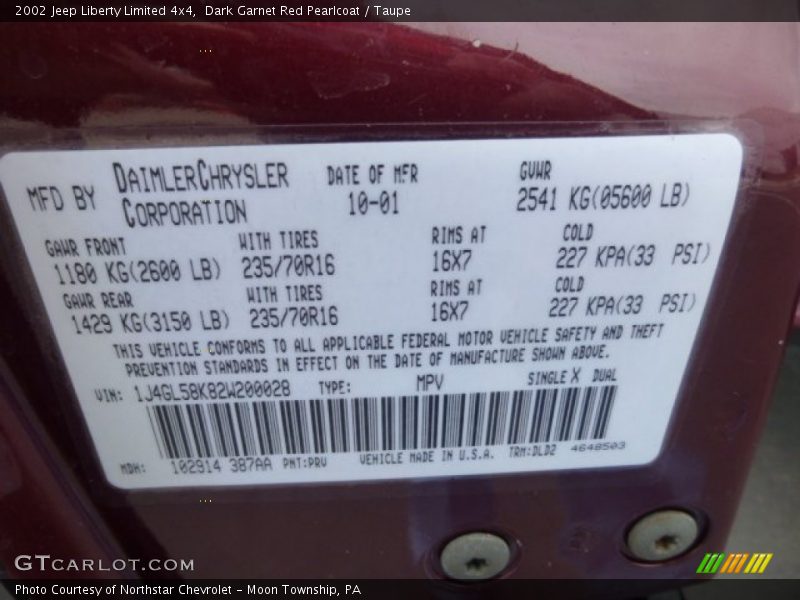 2002 Jeep Liberty Limited 4x4,  Dark Garnet Red Pearlcoat / Taupe
MFD BY DAIMLERCHRYSLER CORPORATION
DATE OF MFR
10-01
GVWR
2541 KG(05600 LB)
GAWR FRONT WITH TIRES RIMS AT COLD
1180 KG(2600 LB) 235/70R16 16X7 227 KPA(33 PSI)
GAWR REAR WITH TIRES RIMS AT COLD
1429 KG(3150 LB) 235/70R16 16X7 227 KPA(33 PSI)
THIS VEHICLE CONFORMS TO ALL APPLICABLE FEDERAL MOTOR VEHICLE SAFETY AND THEFT
PREVENTION STANDARDS IN EFFECT ON THE DATE OF MANUFACTURE SHOWN ABOVE.
VIN: 1J4GL58K82W200028 TYPE: MPV SINGLE X DUAL
MDH: 102914 387AA PNT:PRV VEHICLE MADE IN U.S.A. TRM:DLD2 4648503
GTCARLOT.COM
Photo Courtesy of Northstar Chevrolet - Moon Township, PA